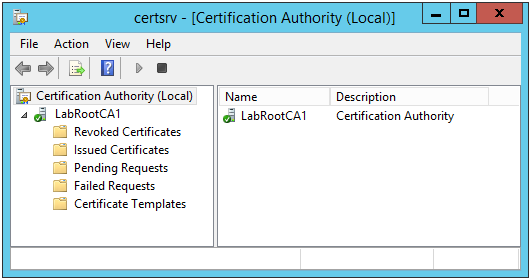 certsrv - [Certification Authority (Local)]
File Action View Help
Certification Authority (Local)
LabRootCA1
Revoked Certificates
Issued Certificates
Pending Requests
Failed Requests
Certificate Templates
Name Description
LabRootCA1 Certification Authority